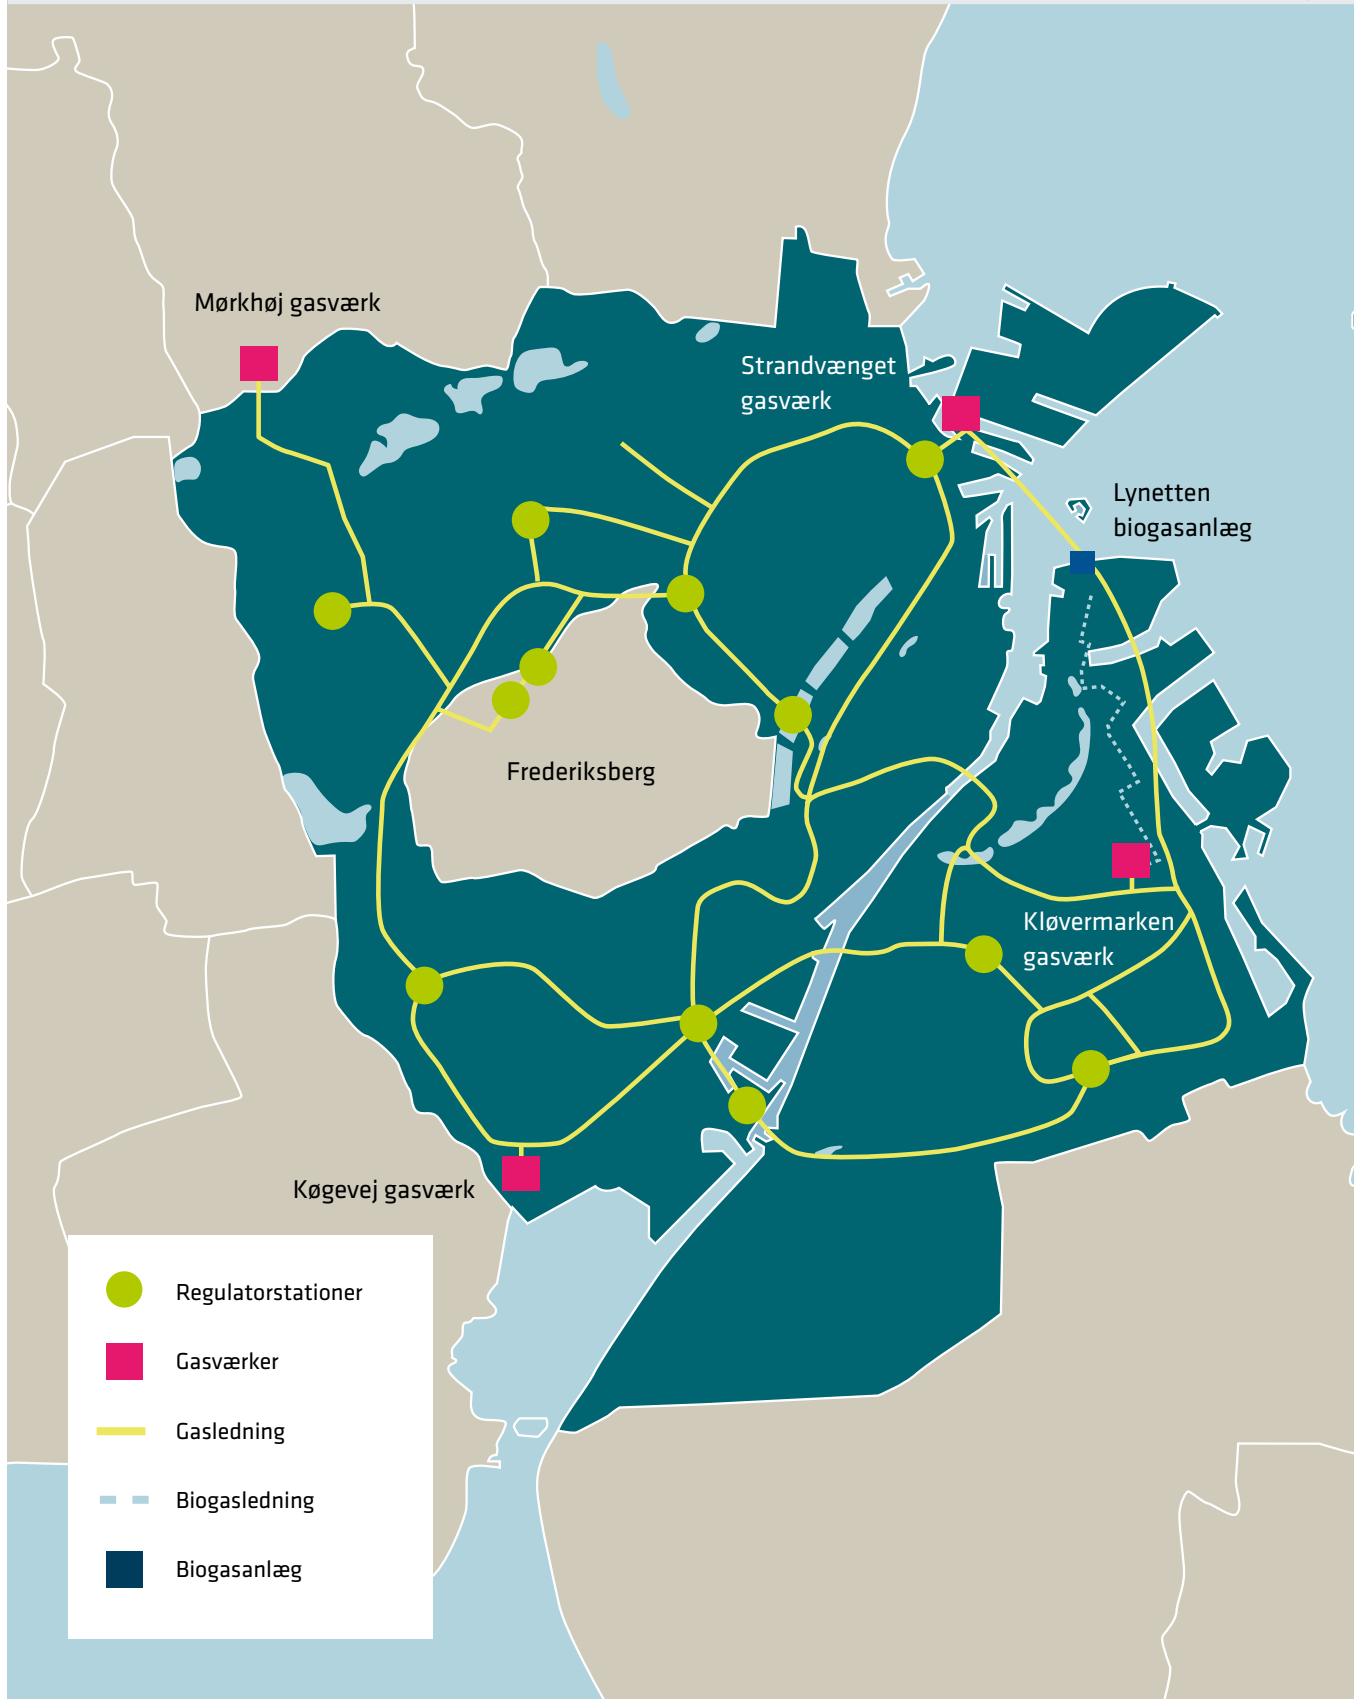 Mørkhøj gasværk
Strandvænget
gasværk
Lynetten
biogasanlæg
Frederiksberg
Kløvermarken
gasværk
Køgevej gasværk
Regulatorstationer
Gasværker
Gasledning
Biogasledning
Biogasanlæg